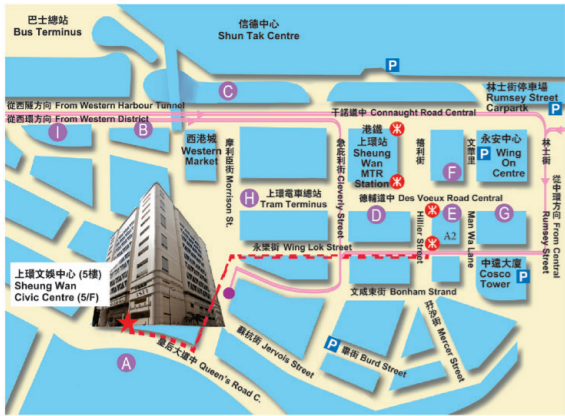 巴士總站
Bus Terminus
信德中心
Shun Tak Centre
P
C
林士街停車場
Rumsey Street
Carpartk
P
從西隧方向 From Western Harbour Tunnel
從西環方向 From Western District
干諾道中 Connaught Road Central
I
B
西港城
Western
Market
摩利臣街 Morrison St.
急庇利街 Cleverly Street
港鐵
上環站
Sheung
Wan
MTR
Station
禧利街
F
文華里
永安中心
P Wing
On
Centre
林士街
從中環方向 From Central
Rumsey Street
H
上環電車總站
Tram Terminus
德輔道中 Des Voeux Road Central
D
Hillier Street
E
A2
Man Wa Lane
G
永樂街 Wing Lok Street
上環文娛中心 (5樓)
Sheung Wan
Civic Centre (5/F)
文咸東街 Bonham Strand
中遠大廈
Cosco
Tower
P
蘇杭街 Jervois Street
P
畢街 Burd Street
Mercer Street
A
皇后大道中 Queen's Road C.